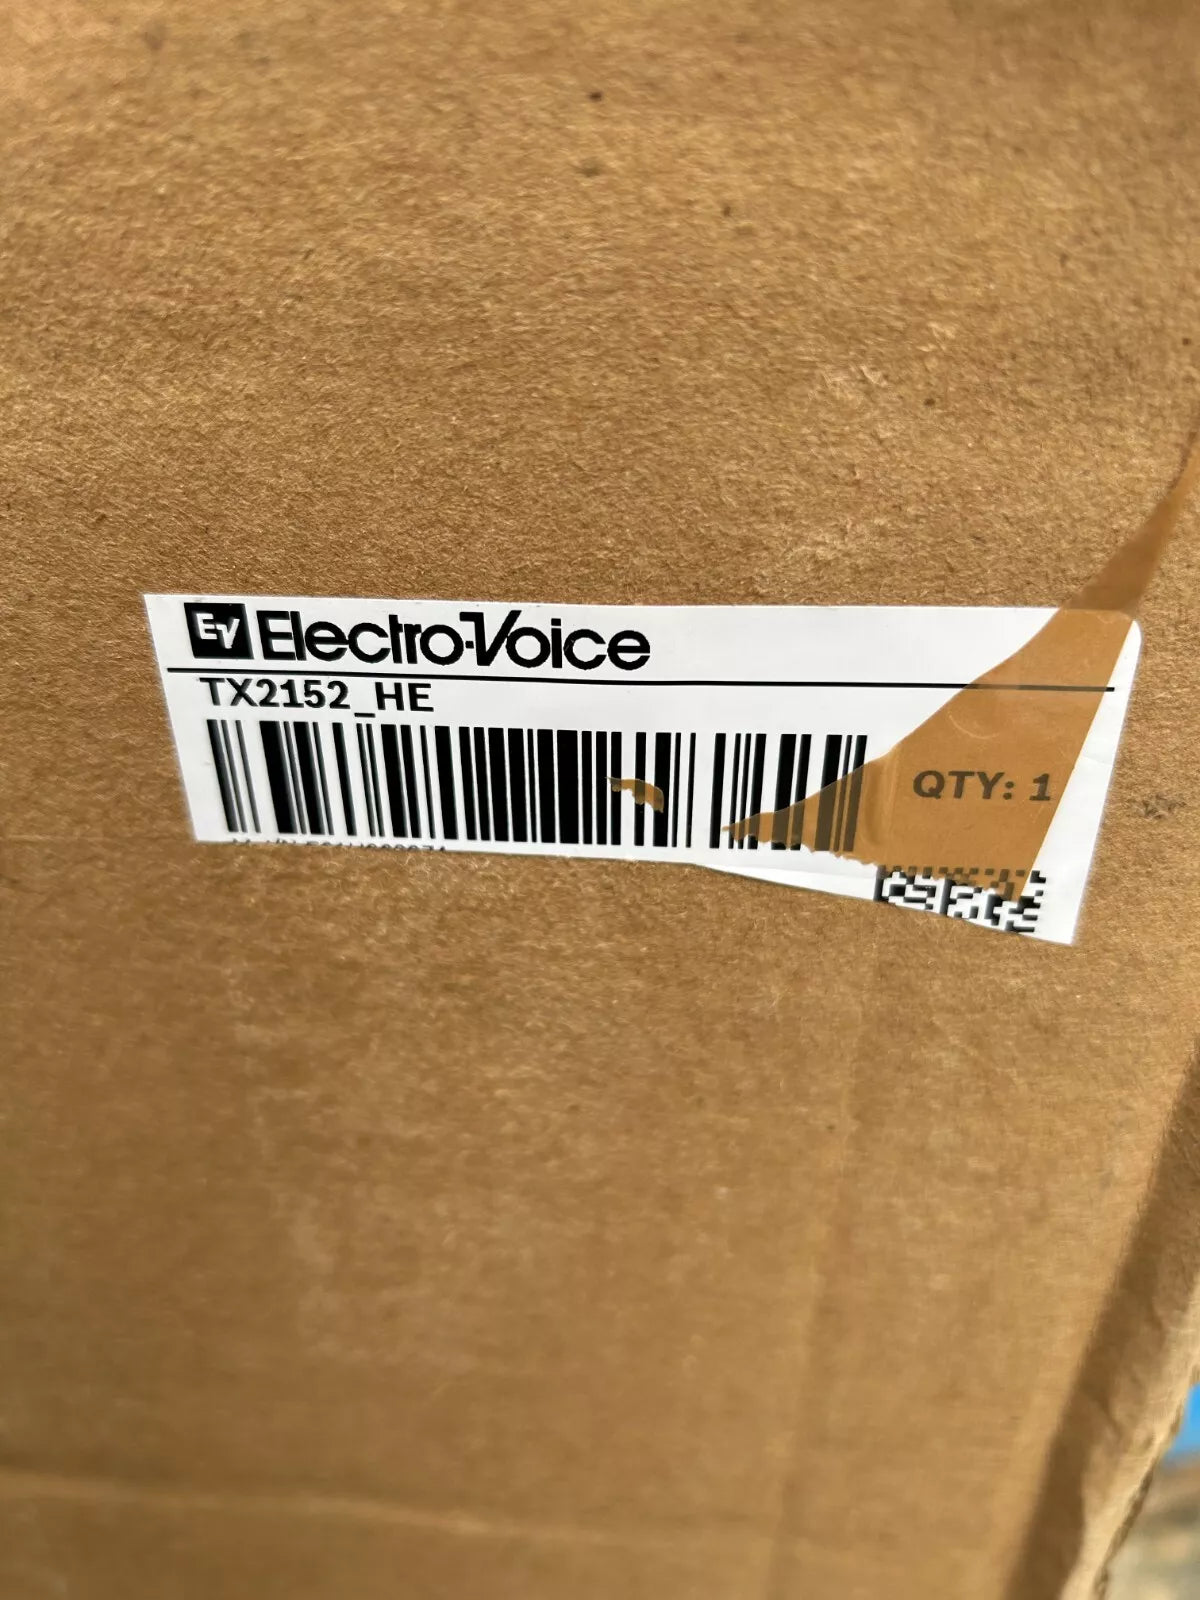 EV Electro-Voice
TX2152_HE
QTY: 1